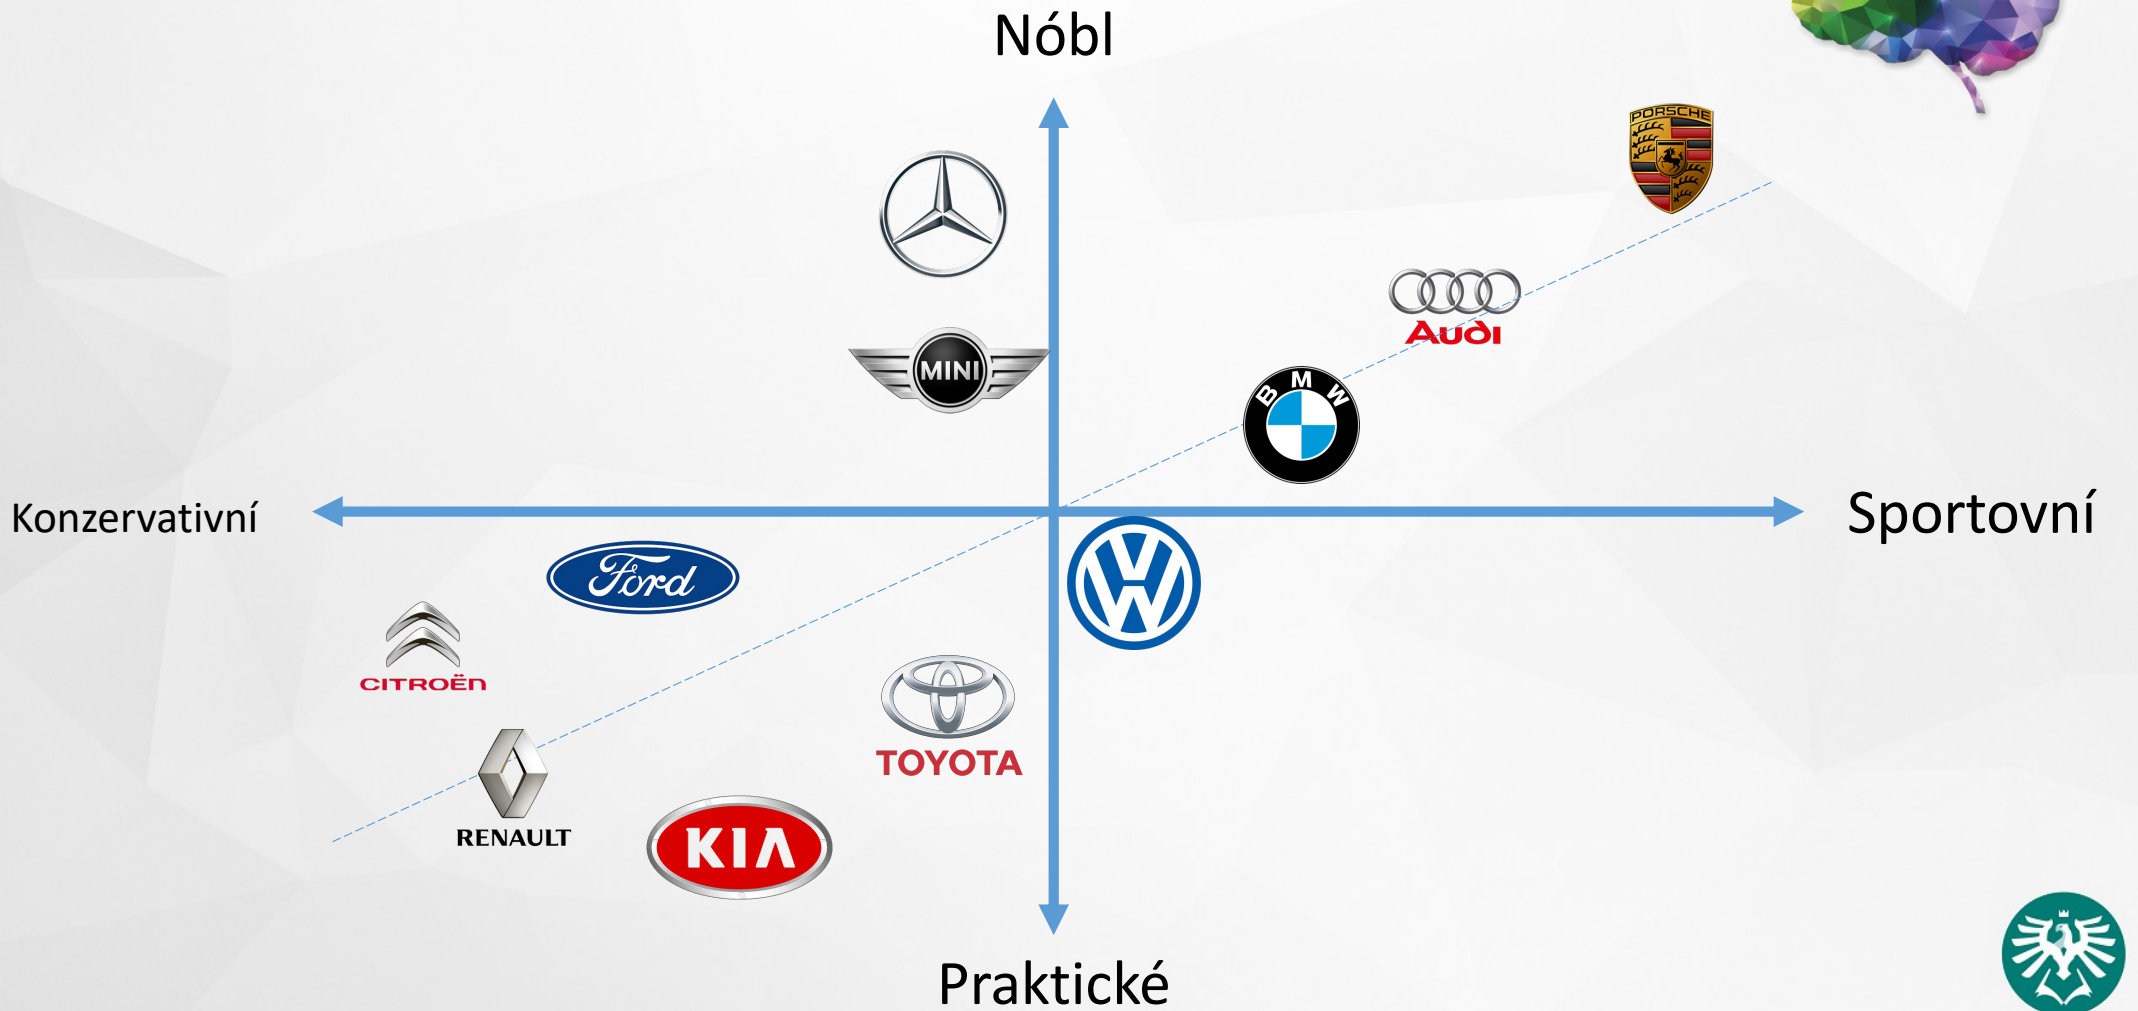 Nóbl
PORSCHE
Audi
MINI
BMW
Konzervativní
Sportovní
Ford
CITROËN
TOYOTA
RENAULT
KIA
Praktické